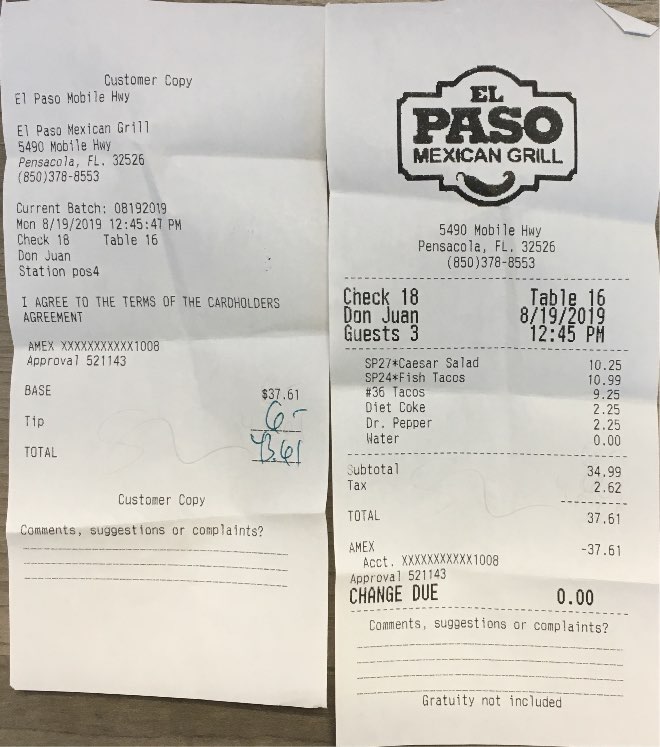 Customer Copy
El Paso Mobile Hwy
El Paso Mexican Grill
5490 Mobile Hwy
Pensacola, FL. 32526
(850)378-8553
Current Batch: 08192019
Mon 8/19/2019 12:45:47 PM
Check 18 Table 16
Don Juan
Station pos4
I AGREE TO THE TERMS OF THE CARDHOLDERS
AGREEMENT
AMEX XXXXXXXXXXX1008
Approval 521143
BASE $37.61
Tip 6-
TOTAL 43.61
Customer Copy
Comments, suggestions or complaints?
EL
PASO
MEXICAN GRILL
5490 Mobile Hwy
Pensacola, FL. 32526
(850)378-8553
Check 18 Table 16
Don Juan 8/19/2019
Guests 3 12:45 PM
SP27*Caesar Salad 10.25
SP24*Fish Tacos 10.99
#36 Tacos 9.25
Diet Coke 2.25
Dr. Pepper 2.25
Water 0.00
Subtotal 34.99
Tax 2.62
TOTAL 37.61
AMEX -37.61
Acct. XXXXXXXXXXX1008
Approval 521143
CHANGE DUE 0.00
Comments, suggestions or complaints?
Gratuity not included